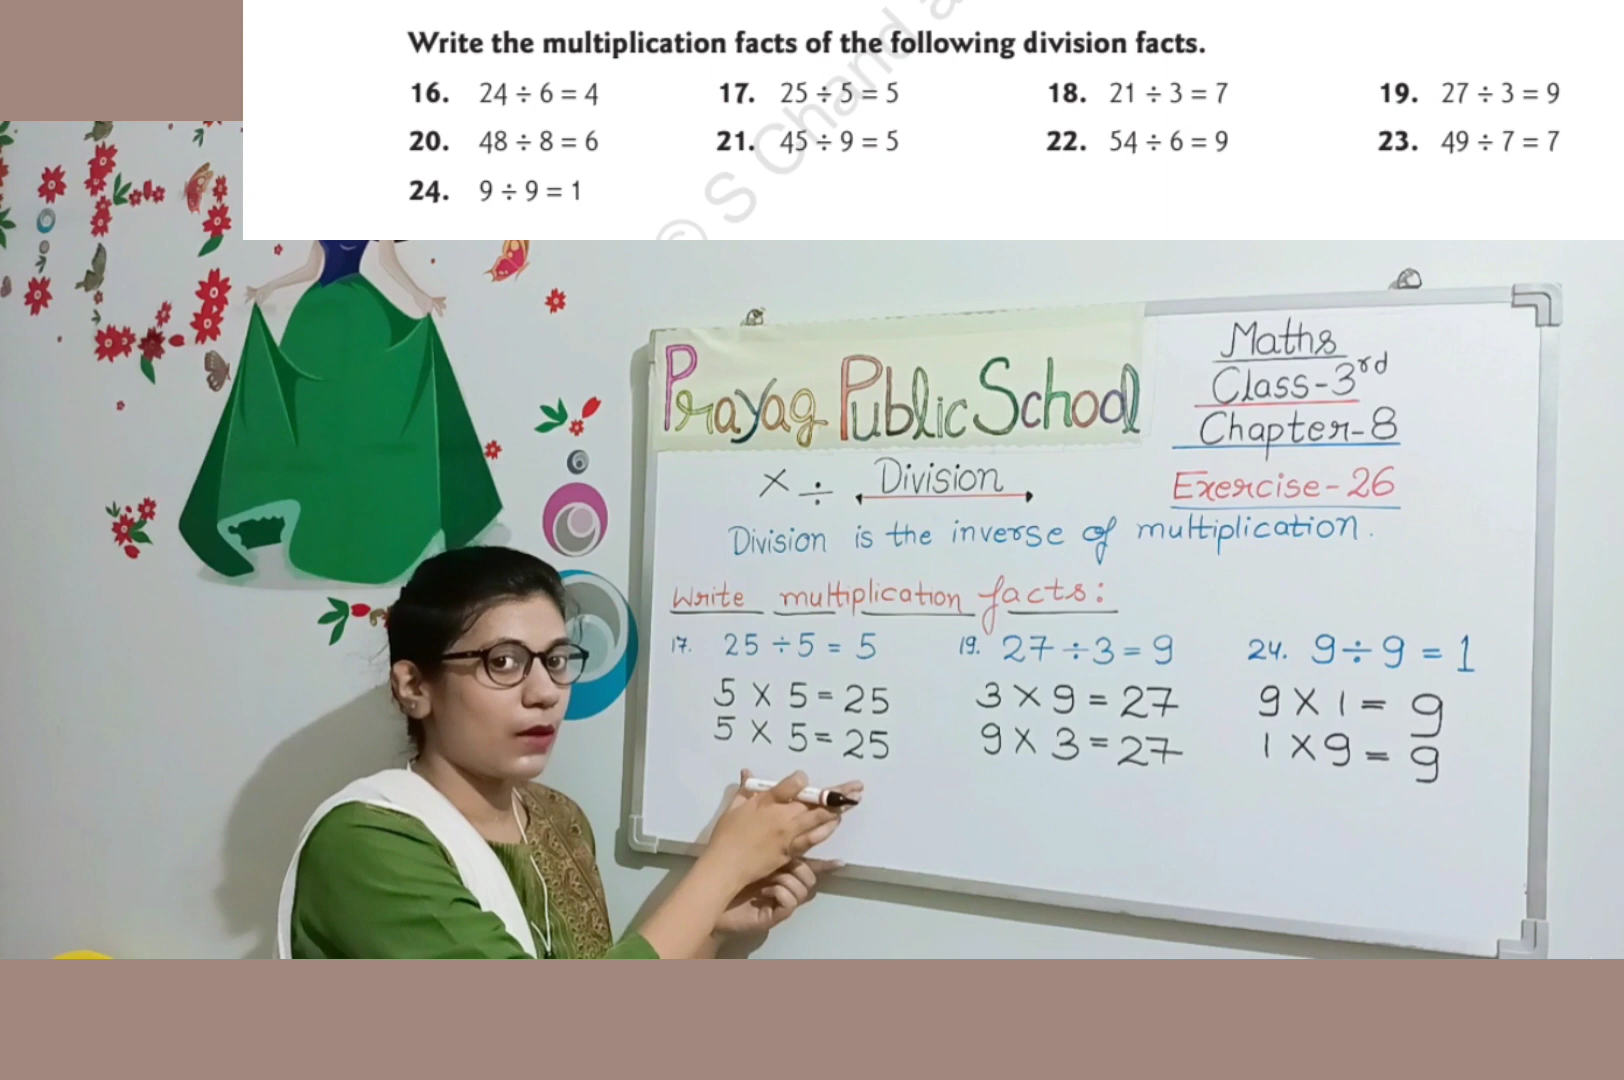 Write the multiplication facts of the following division facts.
16. 24 ÷ 6 = 4 17. 25 ÷ 5 = 5 18. 21 ÷ 3 = 7 19. 27 ÷ 3 = 9
20. 48 ÷ 8 = 6 21. 45 ÷ 9 = 5 22. 54 ÷ 6 = 9 23. 49 ÷ 7 = 7
24. 9 ÷ 9 = 1
© S Chand a
Prayag Public School
Maths
Class-3rd
Chapter-8
× ÷ Division
Exercise-26
Division is the inverse of multiplication.
Write multiplication facts:
17. 25 ÷ 5 = 5
5 × 5 = 25
5 × 5 = 25
19. 27 ÷ 3 = 9
3 × 9 = 27
9 × 3 = 27
24. 9 ÷ 9 = 1
9 × 1 = 9
1 × 9 = 9